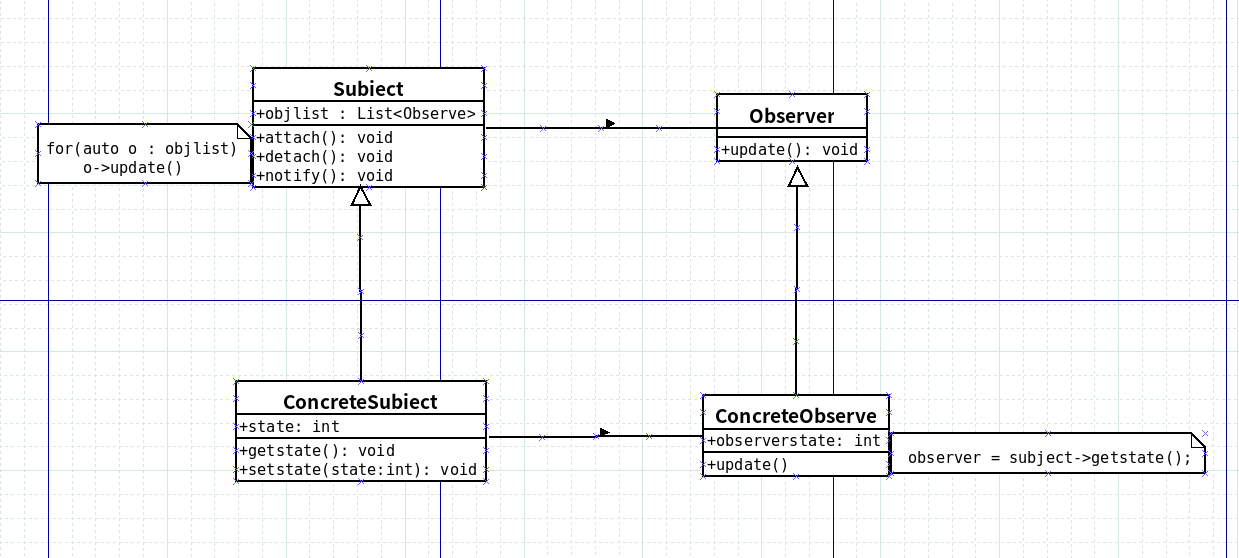 Subiect
+objlist : List<Observe>
+attach(): void
+detach(): void
+notify(): void
for(auto o : objlist)
o->update()
Observer
+update(): void
ConcreteSubiect
+state: int
+getstate(): void
+setstate(state:int): void
ConcreteObserve
+observerstate: int
+update()
observer = subject->getstate();